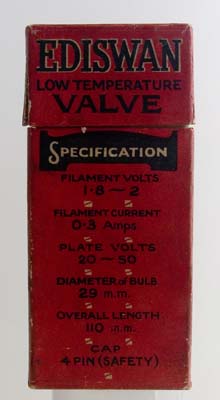 EDISWAN
LOW TEMPERATURE
VALVE
SPECIFICATION
FILAMENT VOLTS
1·8 ~ 2
FILAMENT CURRENT
0·3 Amps
PLATE VOLTS
20 ~ 50
DIAMETER OF BULB
29 m.m.
OVERALL LENGTH
110 m.m.
CAP
4 PIN (SAFETY)